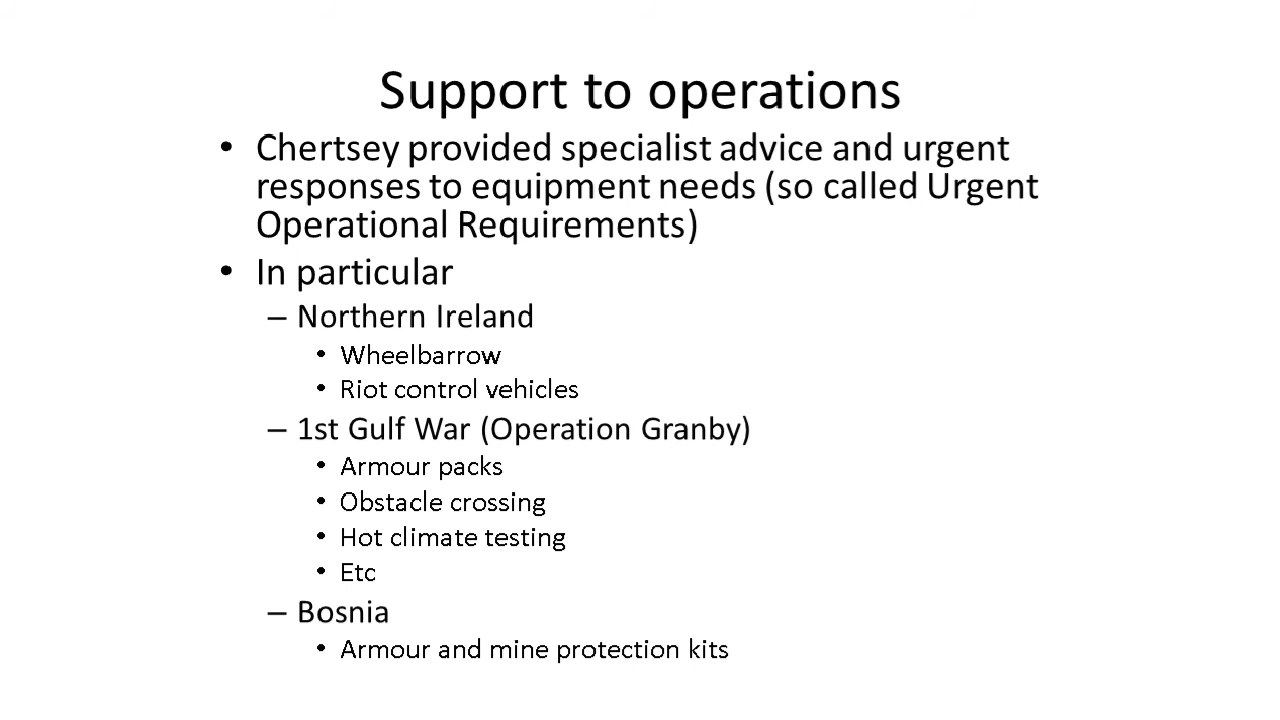 Support to operations
• Chertsey provided specialist advice and urgent
responses to equipment needs (so called Urgent
Operational Requirements)
• In particular
– Northern Ireland
• Wheelbarrow
• Riot control vehicles
– 1st Gulf War (Operation Granby)
• Armour packs
• Obstacle crossing
• Hot climate testing
• Etc
– Bosnia
• Armour and mine protection kits